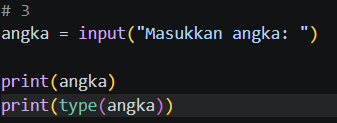 # 3
angka = input("Masukkan angka: ")
print(angka)
print(type(angka))